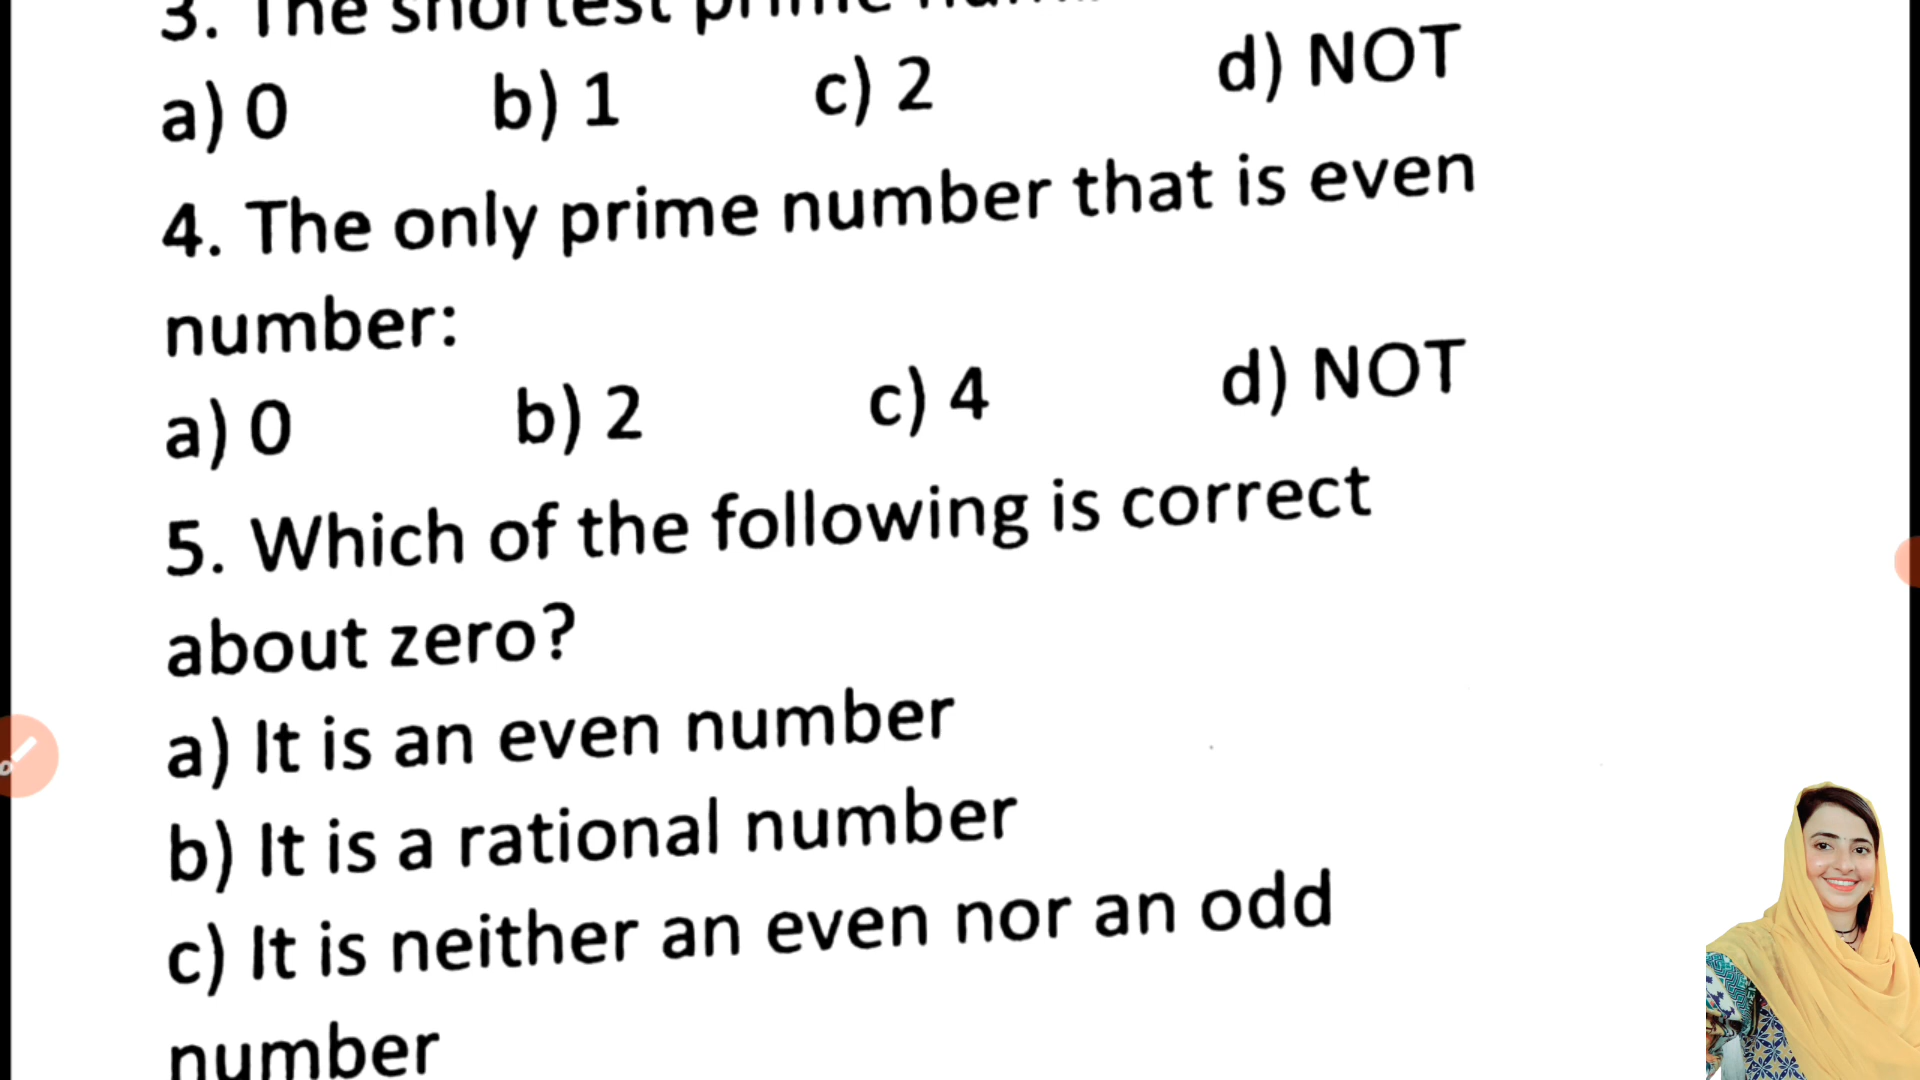 3. The shortest prime
a) 0 b) 1 c) 2 d) NOT
4. The only prime number that is even
number:
a) 0 b) 2 c) 4 d) NOT
5. Which of the following is correct
about zero?
a) It is an even number
b) It is a rational number
c) It is neither an even nor an odd
number